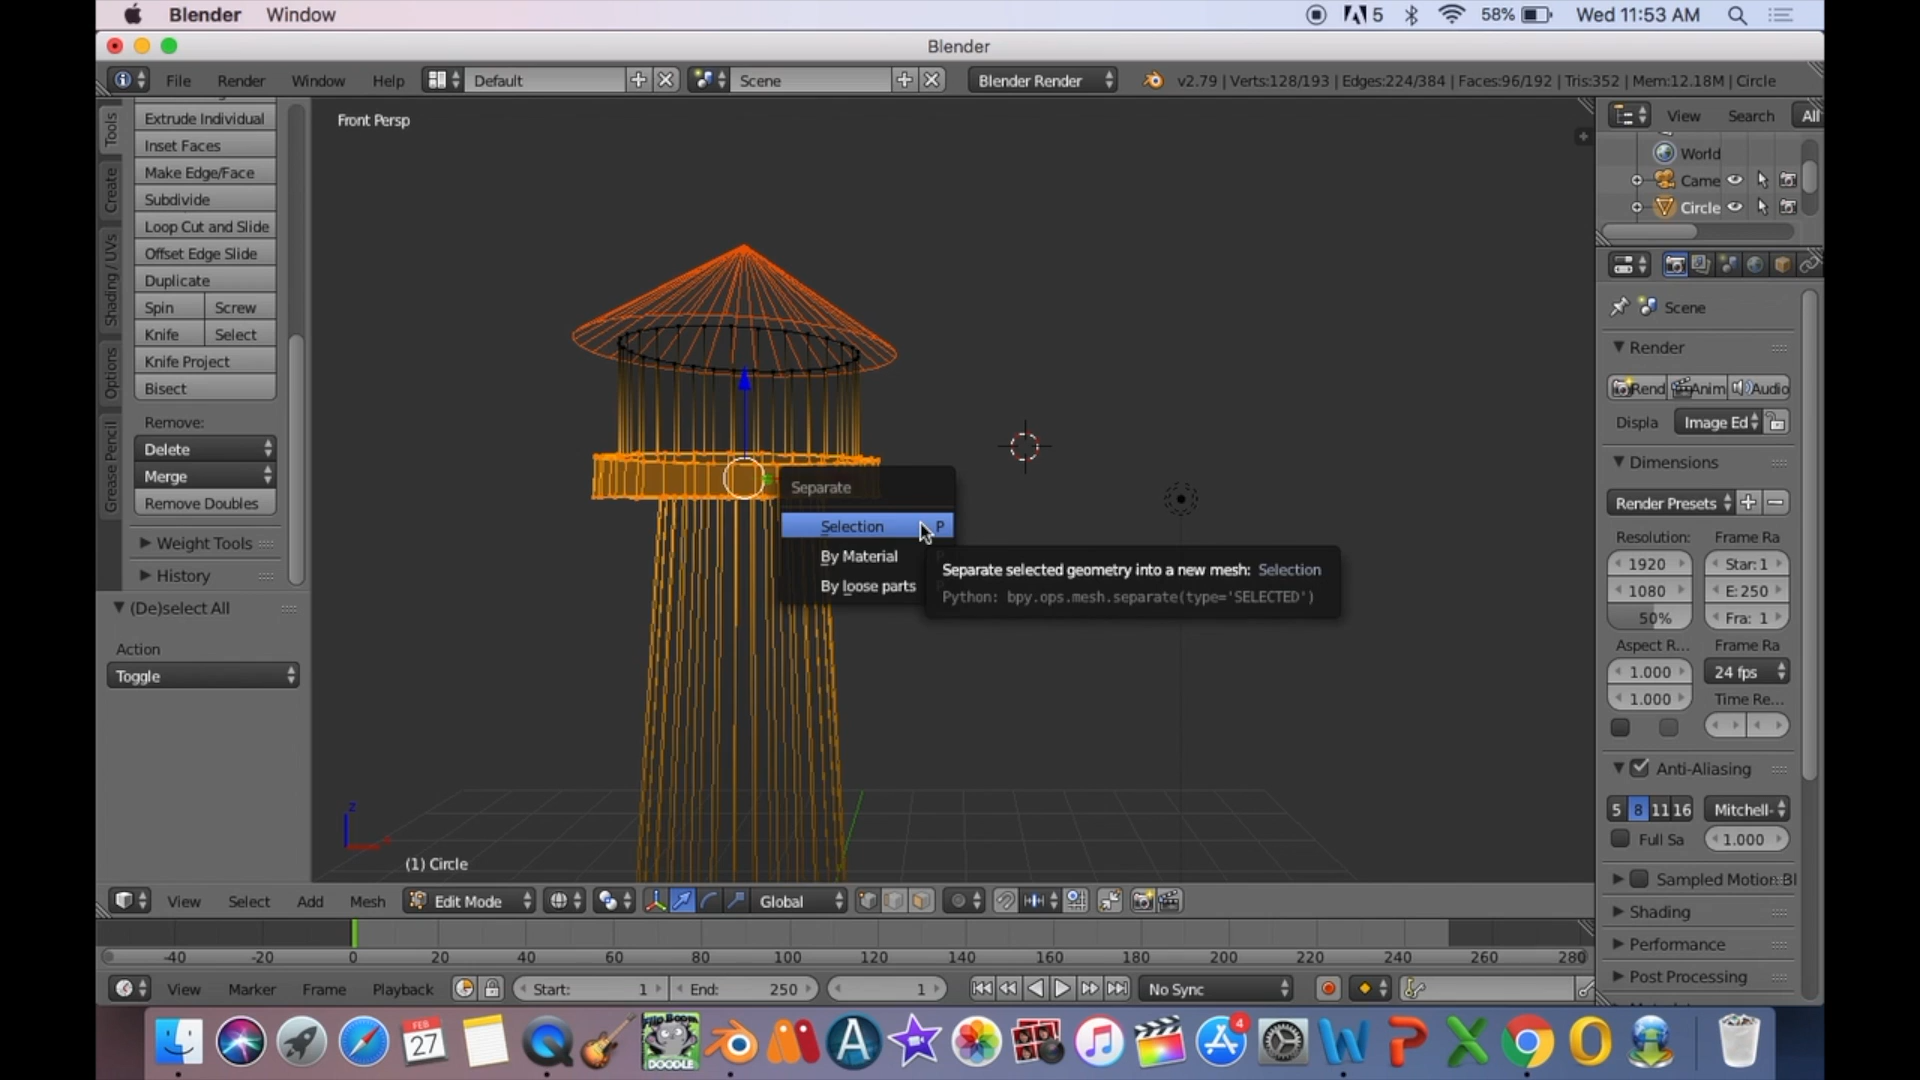 Blender Window 5 58% Wed 11:53 AM
Blender
File Render Window Help Default Scene Blender Render v2.79 | Verts:128/193 | Edges:224/384 | Faces:96/192 | Tris:352 | Mem:12.18M | Circle
Tools
Create
Shading / UVs
Options
Grease Pencil
Extrude Individual
Inset Faces
Make Edge/Face
Subdivide
Loop Cut and Slide
Offset Edge Slide
Duplicate
Spin Screw
Knife Select
Knife Project
Bisect
Remove:
Delete
Merge
Remove Doubles
Weight Tools
History
(De)select All
Action
Toggle
Front Persp
Separate
Selection P
By Material
By loose parts
Separate selected geometry into a new mesh: Selection
Python: bpy.ops.mesh.separate(type='SELECTED')
z
(1) Circle
View Search All
World
Came
Circle
Scene
Render
Rend Anim Audio
Displa Image Ed
Dimensions
Render Presets
Resolution: Frame Ra
1920 Star: 1
1080 E: 250
50% Fra: 1
Aspect R... Frame Ra
1.000 24 fps
1.000 Time Re...
Anti-Aliasing
5 8 11 16 Mitchell-
Full Sa 1.000
Sampled Motion Bl
Shading
Performance
Post Processing
View Select Add Mesh Edit Mode Global
-40 -20 0 20 40 60 80 100 120 140 160 180 200 220 240 260 280
View Marker Frame Playback Start: 1 End: 250 1 No Sync
FEB
27
DOODLE
4